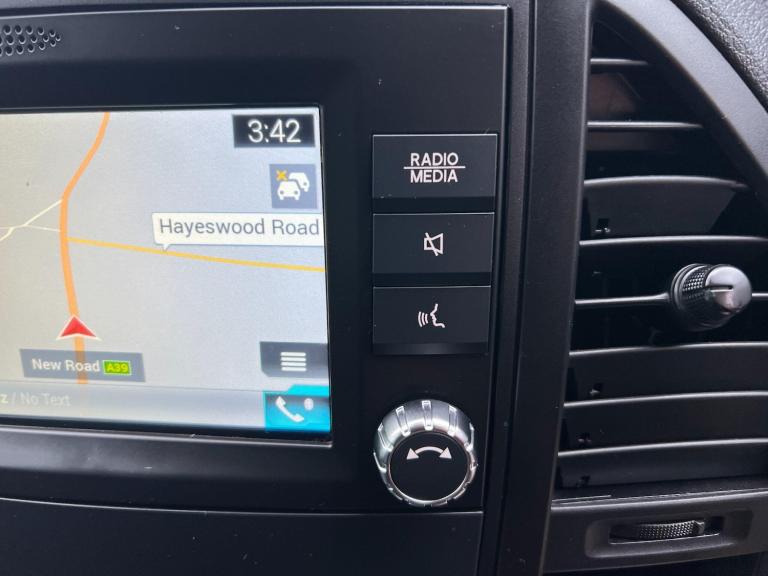 3:42
RADIO
MEDIA
Hayeswood Road
New Road A39
z / No Text